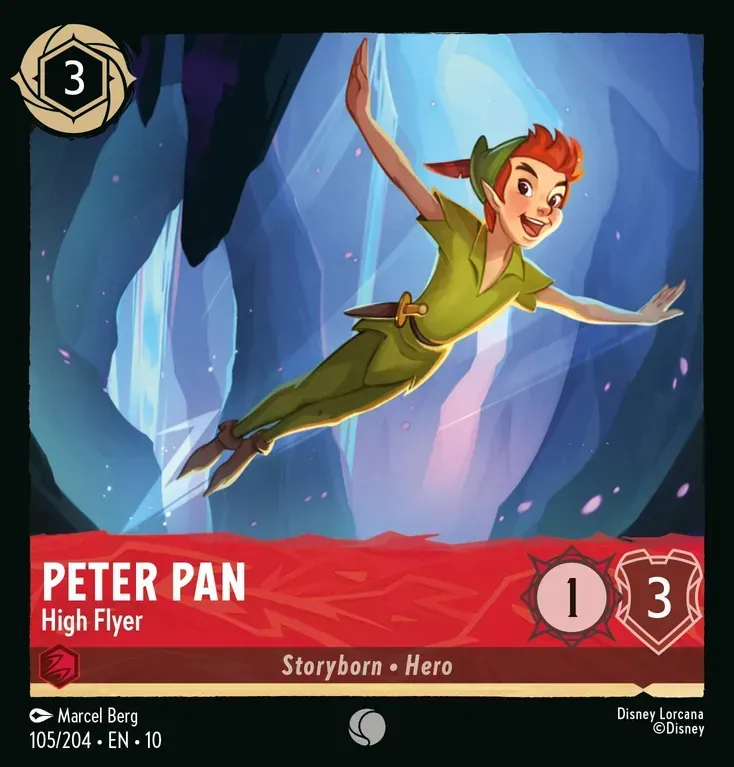 3
PETER PAN
High Flyer
1
3
Storyborn • Hero
Marcel Berg
105/204 • EN • 10
Disney Lorcana
©Disney